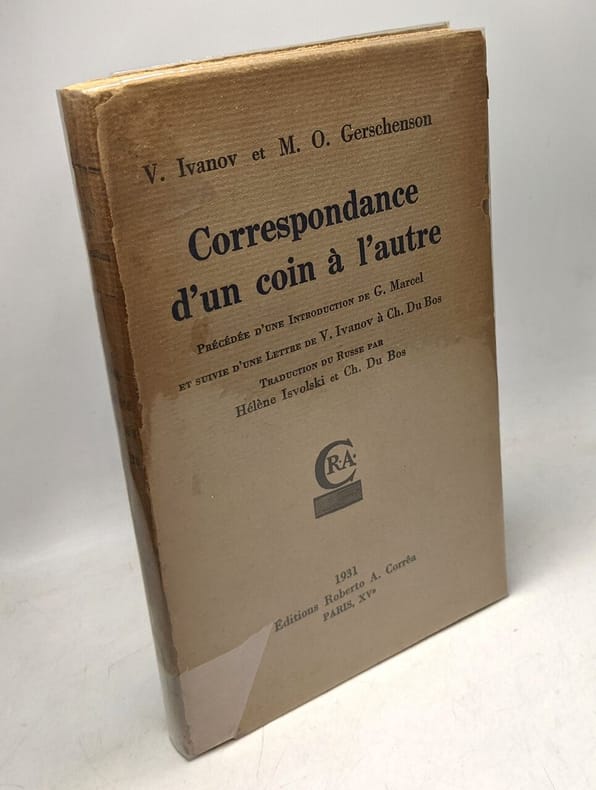 V. Ivanov et M. O. Gerschenson
Correspondance
d'un coin à l'autre
Précédée d'une Introduction de G. Marcel
et suivie d'une Lettre de V. Ivanov à Ch. Du Bos
Traduction du Russe par
Hélène Isvolski et Ch. Du Bos
C R·A·
1931
Éditions Roberto A. Corrêa
PARIS, XVe